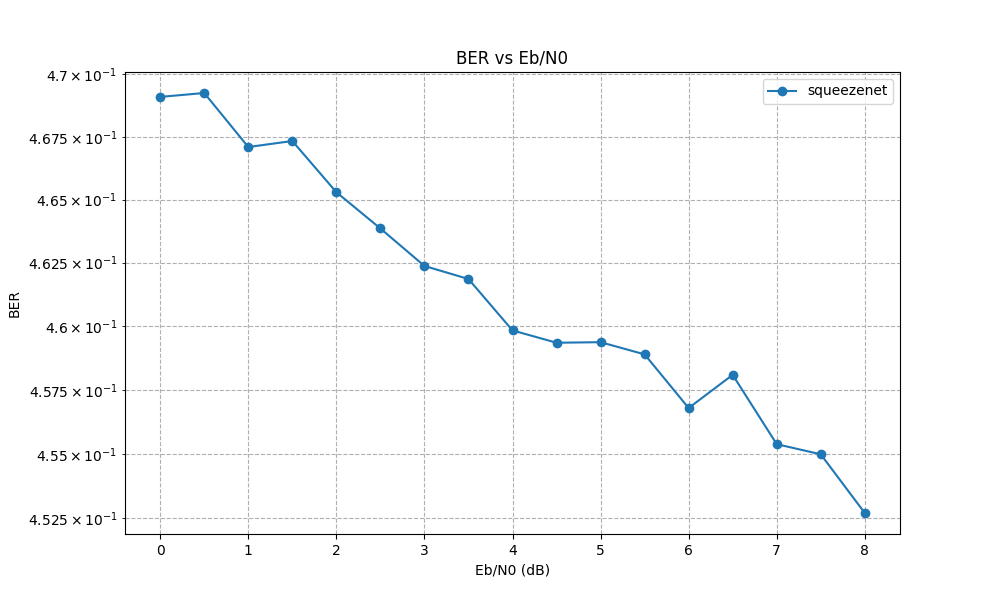 BER vs Eb/N0
squeezenet
BER
4.7 × 10⁻¹
4.675 × 10⁻¹
4.65 × 10⁻¹
4.625 × 10⁻¹
4.6 × 10⁻¹
4.575 × 10⁻¹
4.55 × 10⁻¹
4.525 × 10⁻¹
0 1 2 3 4 5 6 7 8
Eb/N0 (dB)